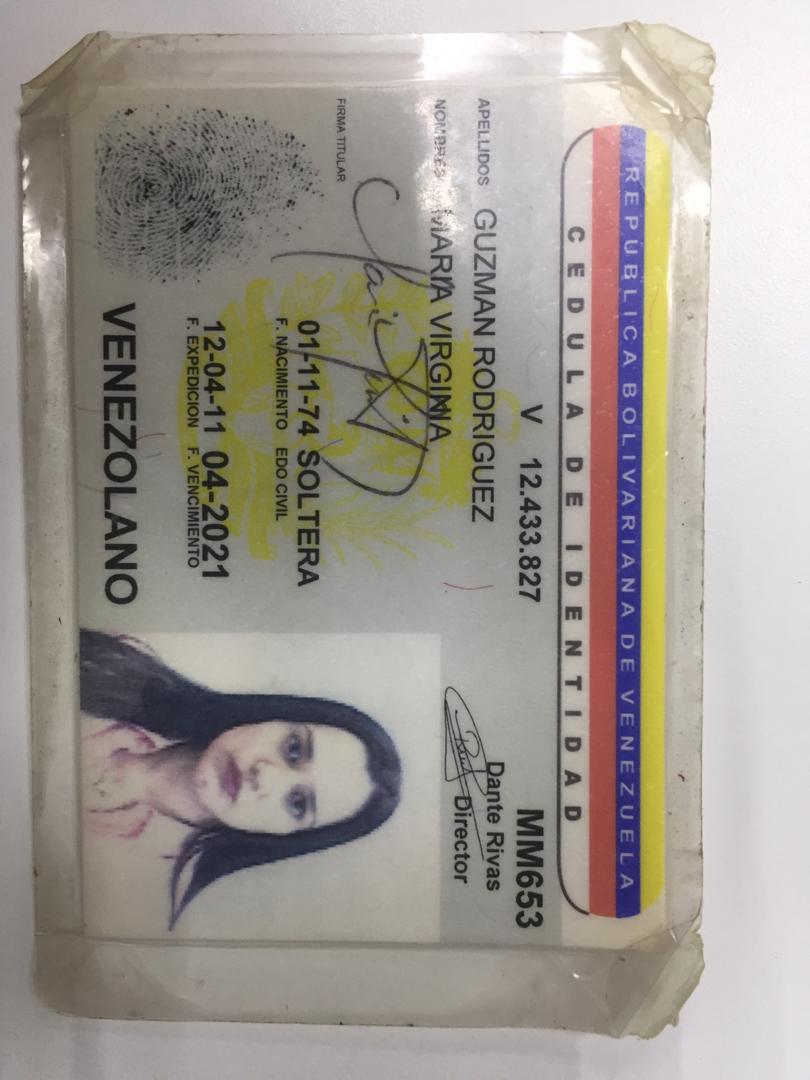 REPÚBLICA BOLIVARIANA DE VENEZUELA
CEDULA DE IDENTIDAD
V 12.433.827
MM653
APELLIDOS GUZMAN RODRIGUEZ
Dante Rivas
Director
NOMBRES MARIA VIRGINIA
FIRMA TITULAR
01-11-74 SOLTERA
F. NACIMIENTO EDO CIVIL
12-04-11 04-2021
F. EXPEDICION F. VENCIMIENTO
VENEZOLANO